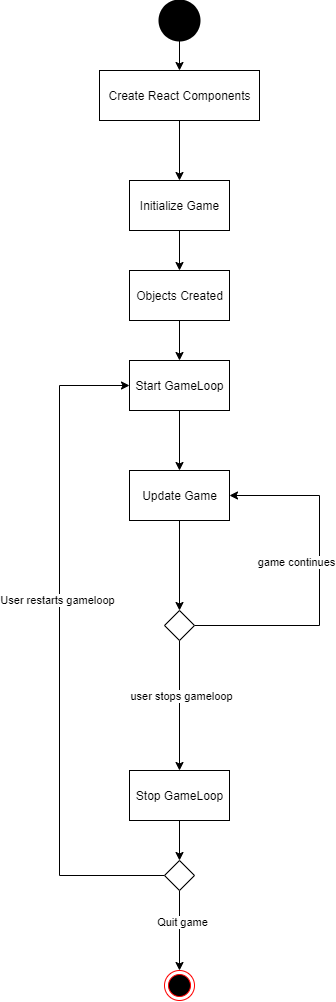 Create React Components
Initialize Game
Objects Created
Start GameLoop
Update Game
game continues
User restarts gameloop
user stops gameloop
Stop GameLoop
Quit game